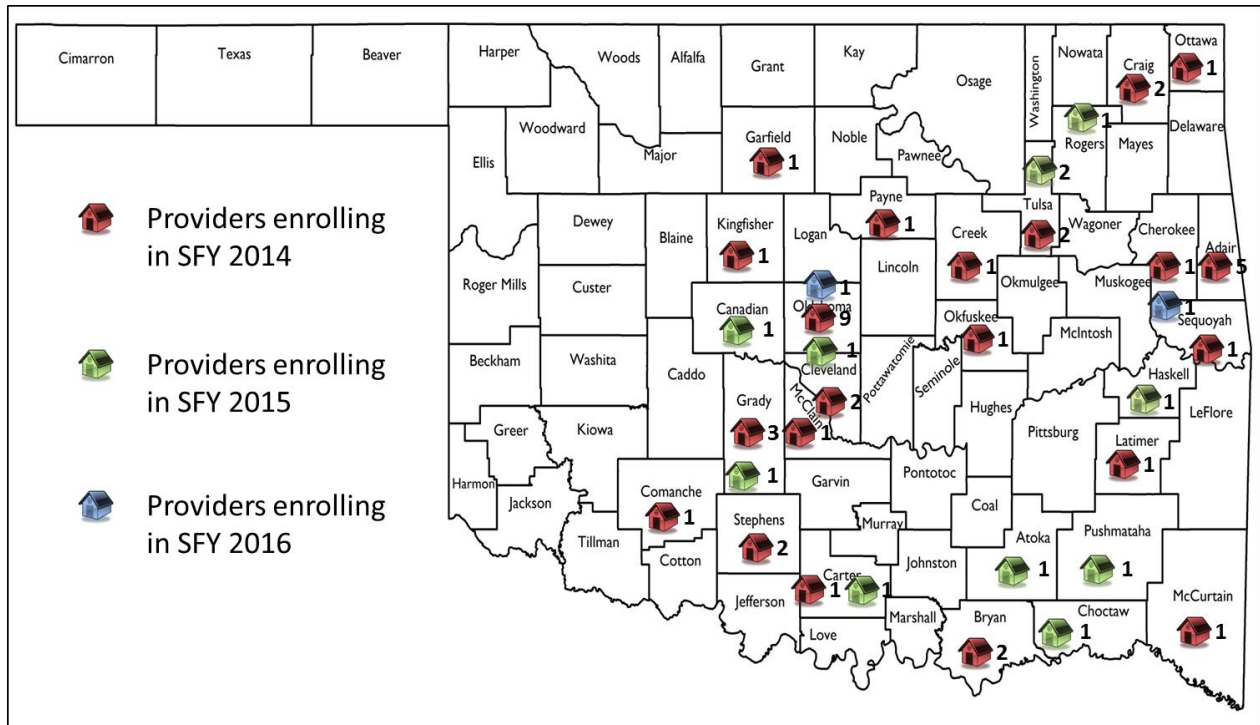 Cimarron
Texas
Beaver
Harper
Woods
Alfalfa
Grant
Kay
Osage
Washington
Nowata
Craig
2
Ottawa
1
Woodward
Ellis
Major
Garfield
1
Noble
Pawnee
1
Rogers
Mayes
Delaware
2
Providers enrolling
in SFY 2014
Dewey
Blaine
Kingfisher
1
Logan
Payne
1
Creek
1
Tulsa
2
Wagoner
Cherokee
1
Adair
5
Roger Mills
Custer
Lincoln
Okmulgee
Muskogee
1
Canadian
1
1
Oklahoma
9
1
Okfuskee
1
McIntosh
Sequoyah
1
Providers enrolling
in SFY 2015
Beckham
Washita
Caddo
Cleveland
2
Pottawatomie
Seminole
Haskell
1
Grady
3
1
McClain
1
Hughes
Pittsburg
Latimer
1
LeFlore
Greer
Kiowa
Harmon
Jackson
Providers enrolling
in SFY 2016
Comanche
1
Garvin
Pontotoc
Coal
Tillman
Cotton
Stephens
2
Murray
Johnston
Atoka
1
Pushmataha
1
Jefferson
Carter
1
1
Love
Marshall
Bryan
2
Choctaw
1
McCurtain
1